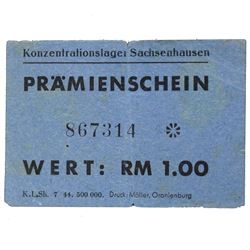 Konzentrationslager Sachsenhausen
PRÄMIENSCHEIN
867314 *
WERT: RM 1.00
K.L.Sh. 7 44. 500.000. Druck: Möller, Oranienburg